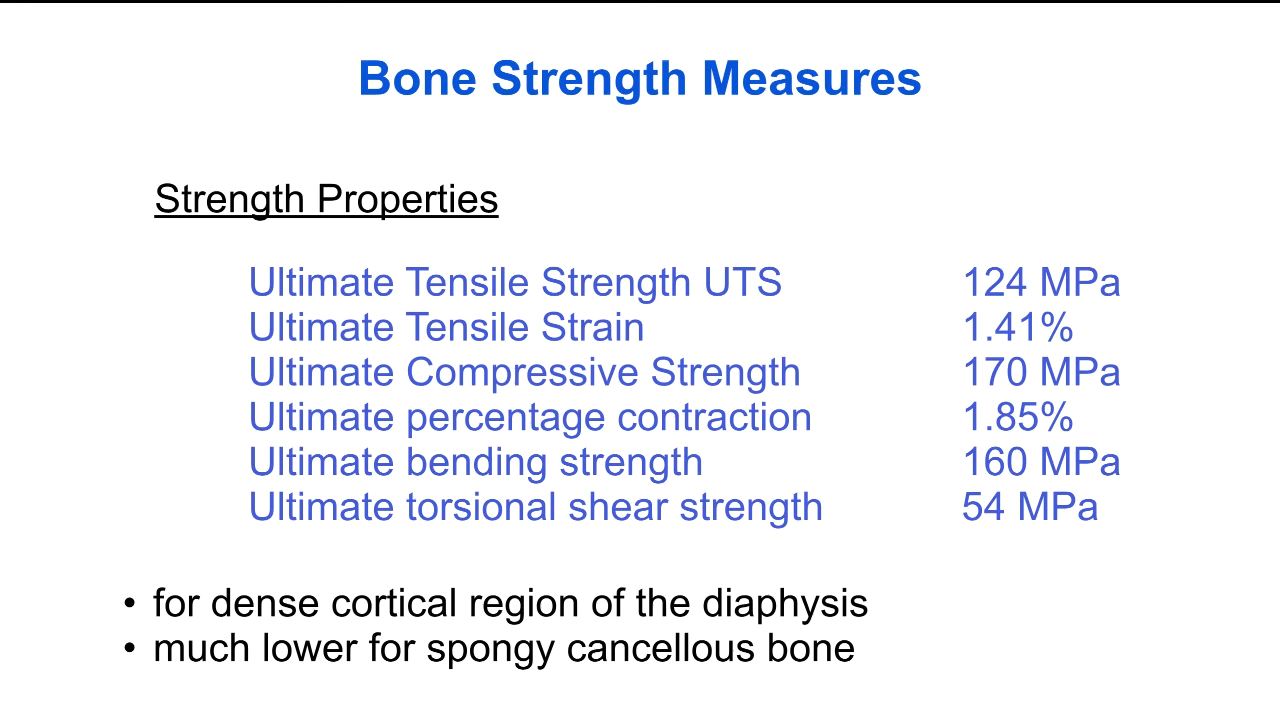 Bone Strength Measures
Strength Properties
Ultimate Tensile Strength UTS 124 MPa
Ultimate Tensile Strain 1.41%
Ultimate Compressive Strength 170 MPa
Ultimate percentage contraction 1.85%
Ultimate bending strength 160 MPa
Ultimate torsional shear strength 54 MPa
• for dense cortical region of the diaphysis
• much lower for spongy cancellous bone